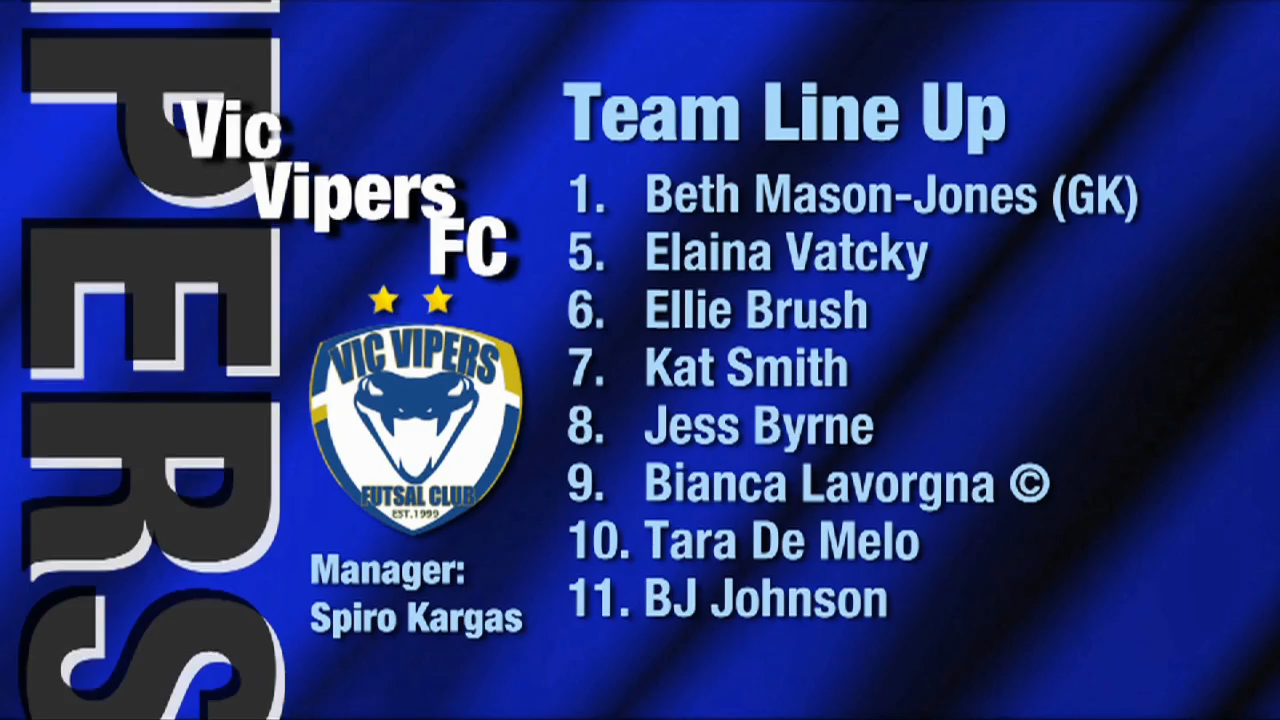 IPERS
Vic
Vipers
FC
VIC VIPERS
FUTSAL CLUB
EST.1999
Manager:
Spiro Kargas
Team Line Up
1. Beth Mason-Jones (GK)
5. Elaina Vatcky
6. Ellie Brush
7. Kat Smith
8. Jess Byrne
9. Bianca Lavorgna ©
10. Tara De Melo
11. BJ Johnson